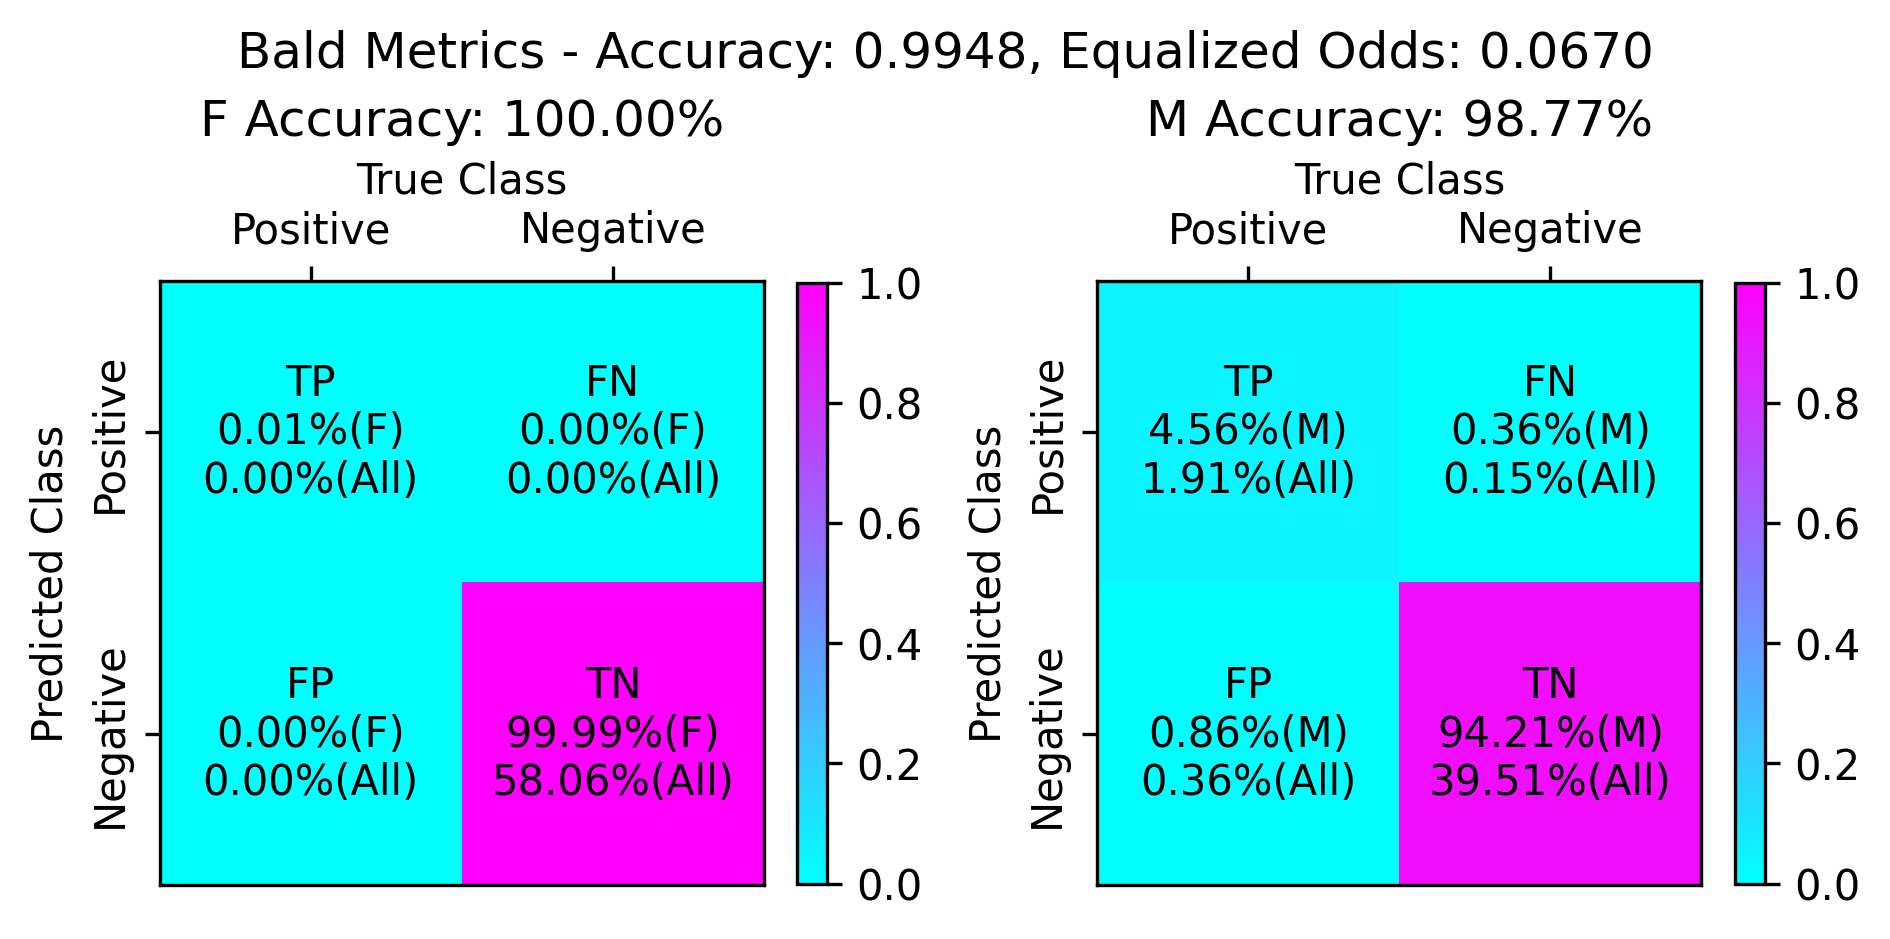 Bald Metrics - Accuracy: 0.9948, Equalized Odds: 0.0670
F Accuracy: 100.00%
True Class
Positive Negative
Predicted Class
Positive
Negative
TP
0.01%(F)
0.00%(All)
FN
0.00%(F)
0.00%(All)
FP
0.00%(F)
0.00%(All)
TN
99.99%(F)
58.06%(All)
1.0
0.8
0.6
0.4
0.2
0.0
M Accuracy: 98.77%
True Class
Positive Negative
Predicted Class
Positive
Negative
TP
4.56%(M)
1.91%(All)
FN
0.36%(M)
0.15%(All)
FP
0.86%(M)
0.36%(All)
TN
94.21%(M)
39.51%(All)
1.0
0.8
0.6
0.4
0.2
0.0